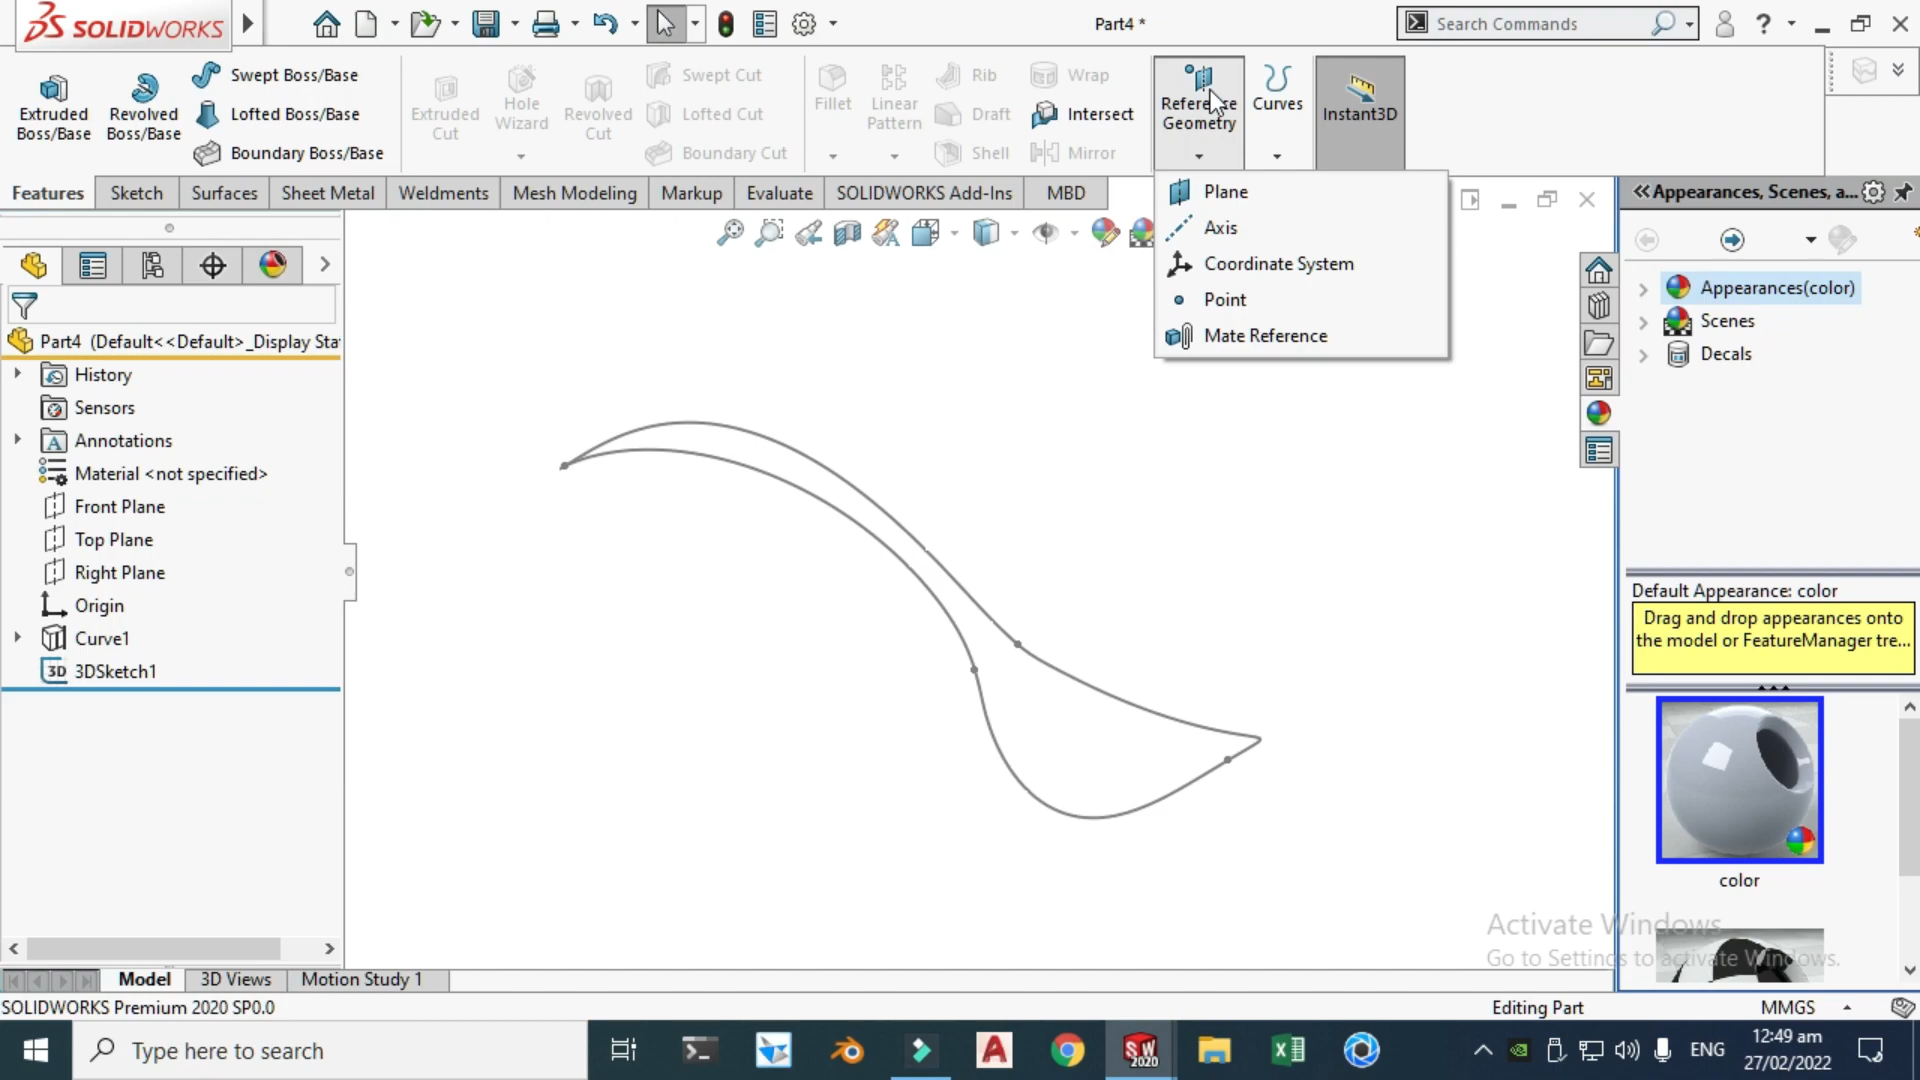 SOLIDWORKS
Part4 *
Search Commands
Extruded Boss/Base
Revolved Boss/Base
Swept Boss/Base
Lofted Boss/Base
Boundary Boss/Base
Extruded Cut
Hole Wizard
Revolved Cut
Swept Cut
Lofted Cut
Boundary Cut
Fillet
Linear Pattern
Rib
Draft
Shell
Wrap
Intersect
Mirror
Reference Geometry
Curves
Instant3D
Features
Sketch
Surfaces
Sheet Metal
Weldments
Mesh Modeling
Markup
Evaluate
SOLIDWORKS Add-Ins
MBD
Plane
Axis
Coordinate System
Point
Mate Reference
Appearances, Scenes, a...
Appearances(color)
Scenes
Decals
Part4 (Default<<Default>_Display Sta
History
Sensors
Annotations
Material <not specified>
Front Plane
Top Plane
Right Plane
Origin
Curve1
3D 3DSketch1
Default Appearance: color
Drag and drop appearances onto
the model or FeatureManager tre...
color
Activate Windows
Go to Settings to activate Windows.
Model
3D Views
Motion Study 1
SOLIDWORKS Premium 2020 SP0.0
Editing Part
MMGS
Type here to search
SW
2020
ENG
12:49 am
27/02/2022